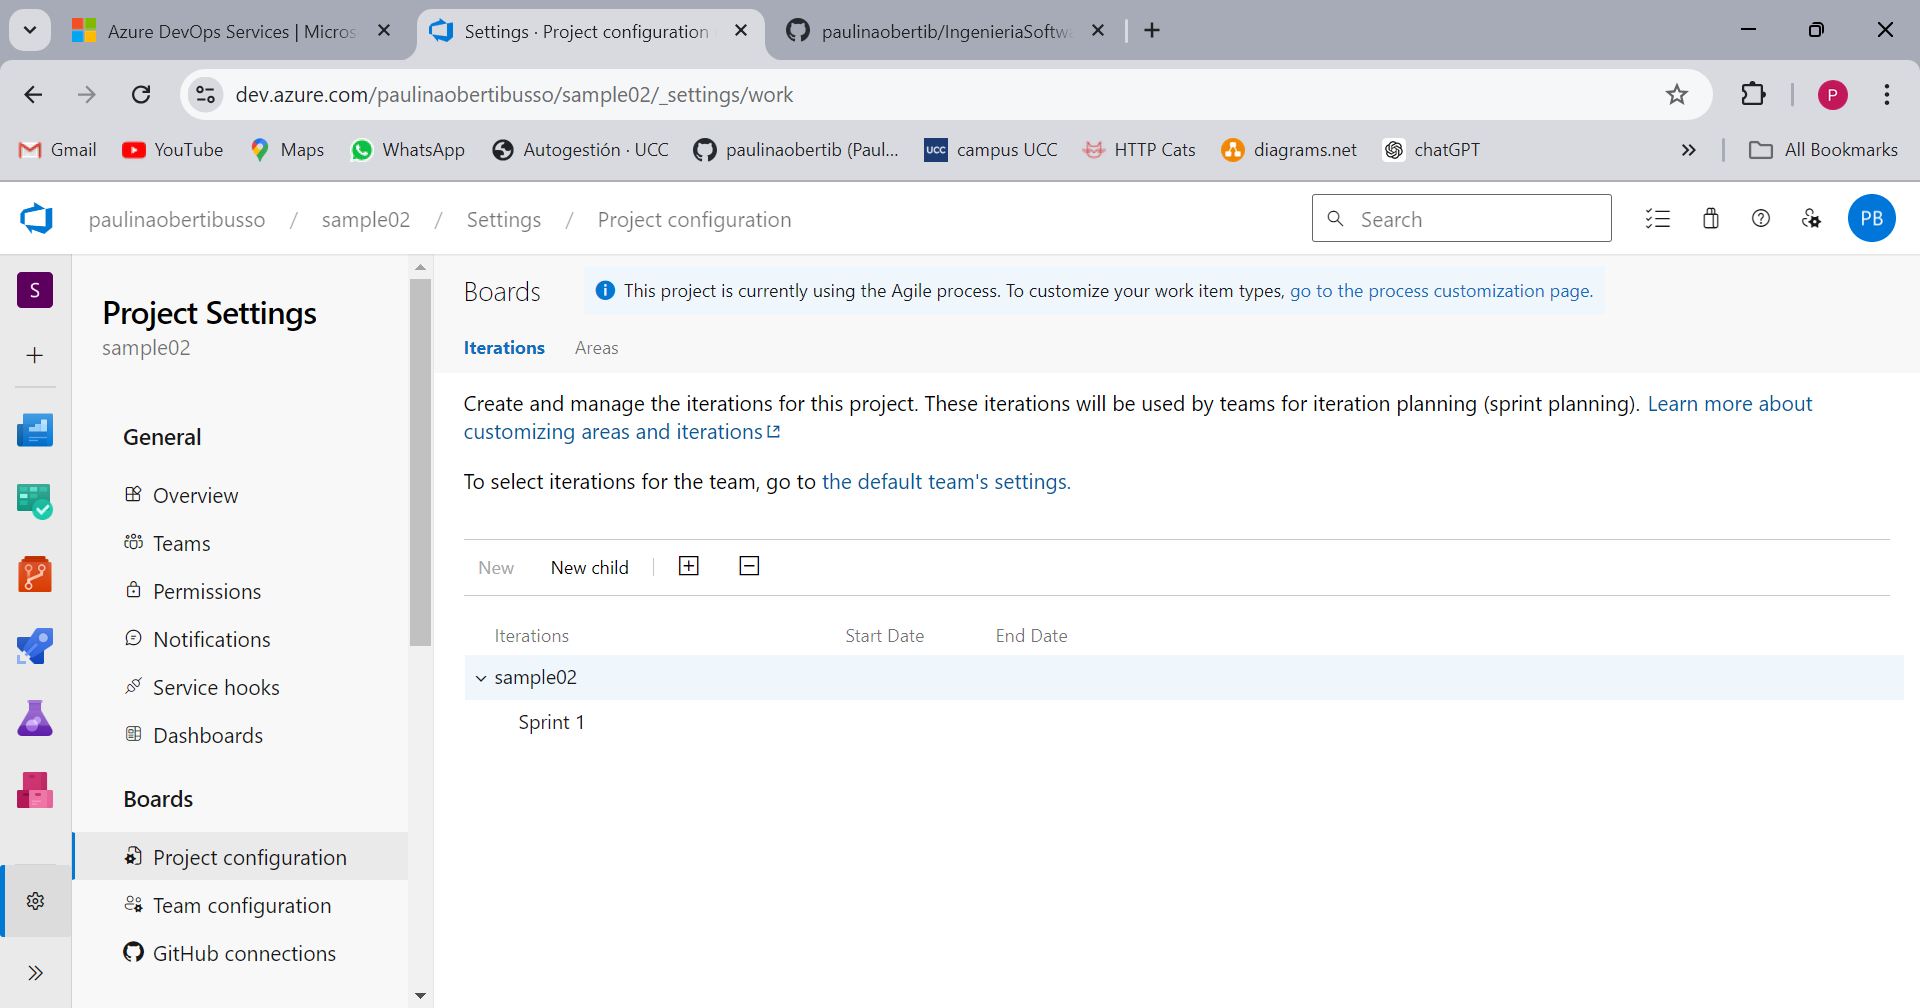 Azure DevOps Services | Micros
Settings · Project configuration
paulinaobertib/IngenieriaSoftwa
dev.azure.com/paulinaobertibusso/sample02/_settings/work
P
Gmail
YouTube
Maps
WhatsApp
Autogestión · UCC
paulinaobertib (Paul...
UCC
campus UCC
HTTP Cats
diagrams.net
chatGPT
All Bookmarks
paulinaobertibusso / sample02 / Settings / Project configuration
Search
PB
S
Project Settings
sample02
General
Overview
Teams
Permissions
Notifications
Service hooks
Dashboards
Boards
Project configuration
Team configuration
GitHub connections
Boards
This project is currently using the Agile process. To customize your work item types, go to the process customization page.
Iterations
Areas
Create and manage the iterations for this project. These iterations will be used by teams for iteration planning (sprint planning). Learn more about
customizing areas and iterations
To select iterations for the team, go to the default team's settings.
New
New child
Iterations
Start Date
End Date
sample02
Sprint 1